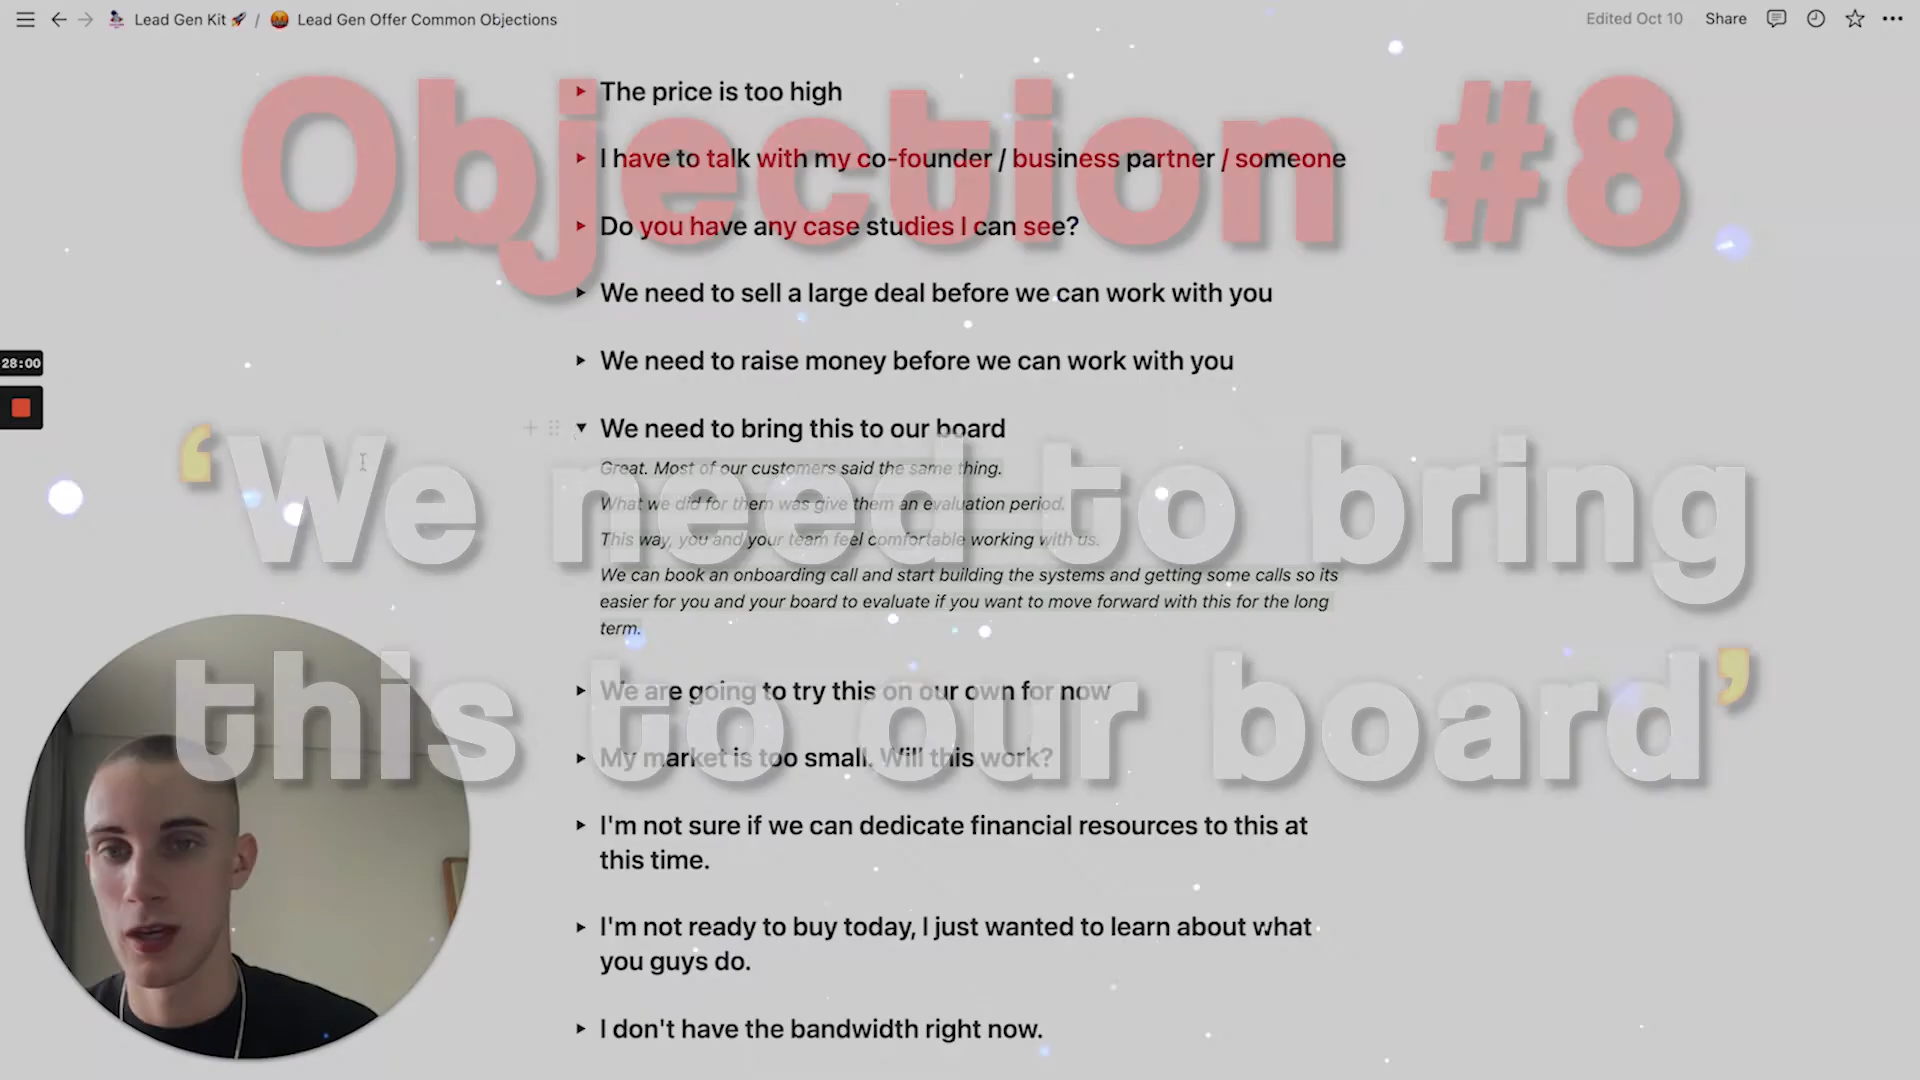 Lead Gen Kit 🚀 / 🤬 Lead Gen Offer Common Objections
Edited Oct 10 Share
Objection #8
The price is too high
I have to talk with my co-founder / business partner / someone
Do you have any case studies I can see?
We need to sell a large deal before we can work with you
We need to raise money before we can work with you
28:00
We need to bring this to our board
Great. Most of our customers said the same thing.
What we did for them was give them an evaluation period.
This way, you and your team feel comfortable working with us.
We can book an onboarding call and start building the systems and getting some calls so its
easier for you and your board to evaluate if you want to move forward with this for the long
term.
‘We need to bring
this to our board’
We are going to try this on our own for now
My market is too small. Will this work?
I'm not sure if we can dedicate financial resources to this at
this time.
I'm not ready to buy today, I just wanted to learn about what
you guys do.
I don't have the bandwidth right now.